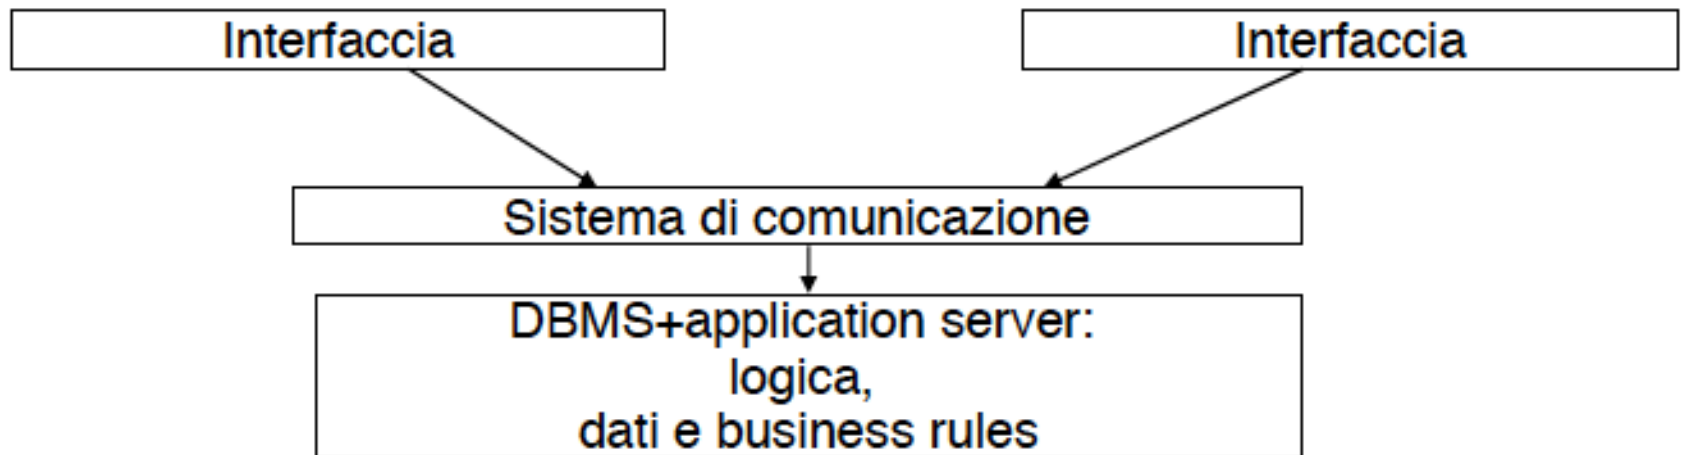 Interfaccia
Interfaccia
Sistema di comunicazione
DBMS+application server:
logica,
dati e business rules